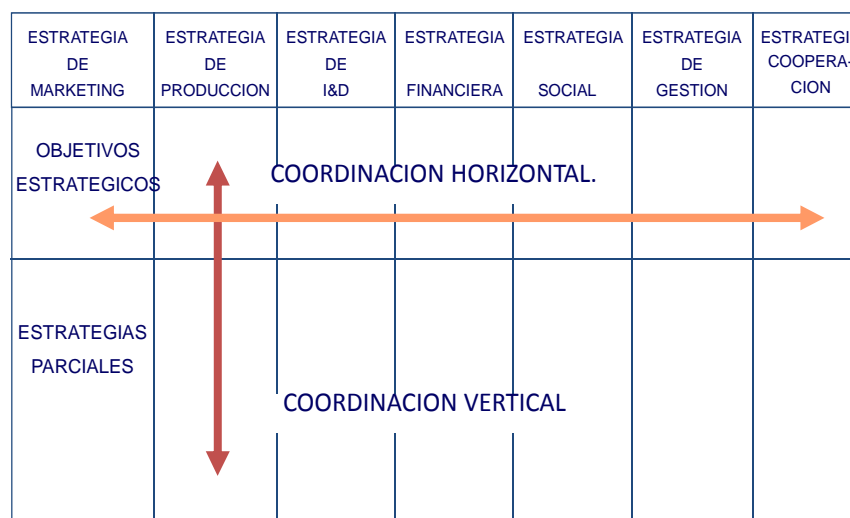 ESTRATEGIA
DE
MARKETING
ESTRATEGIA
DE
PRODUCCION
ESTRATEGIA
DE
I&D
ESTRATEGIA
FINANCIERA
ESTRATEGIA
SOCIAL
ESTRATEGIA
DE
GESTION
ESTRATEGI
COOPERA-
CION
OBJETIVOS
ESTRATEGICOS
COORDINACION HORIZONTAL.
ESTRATEGIAS
PARCIALES
COORDINACION VERTICAL